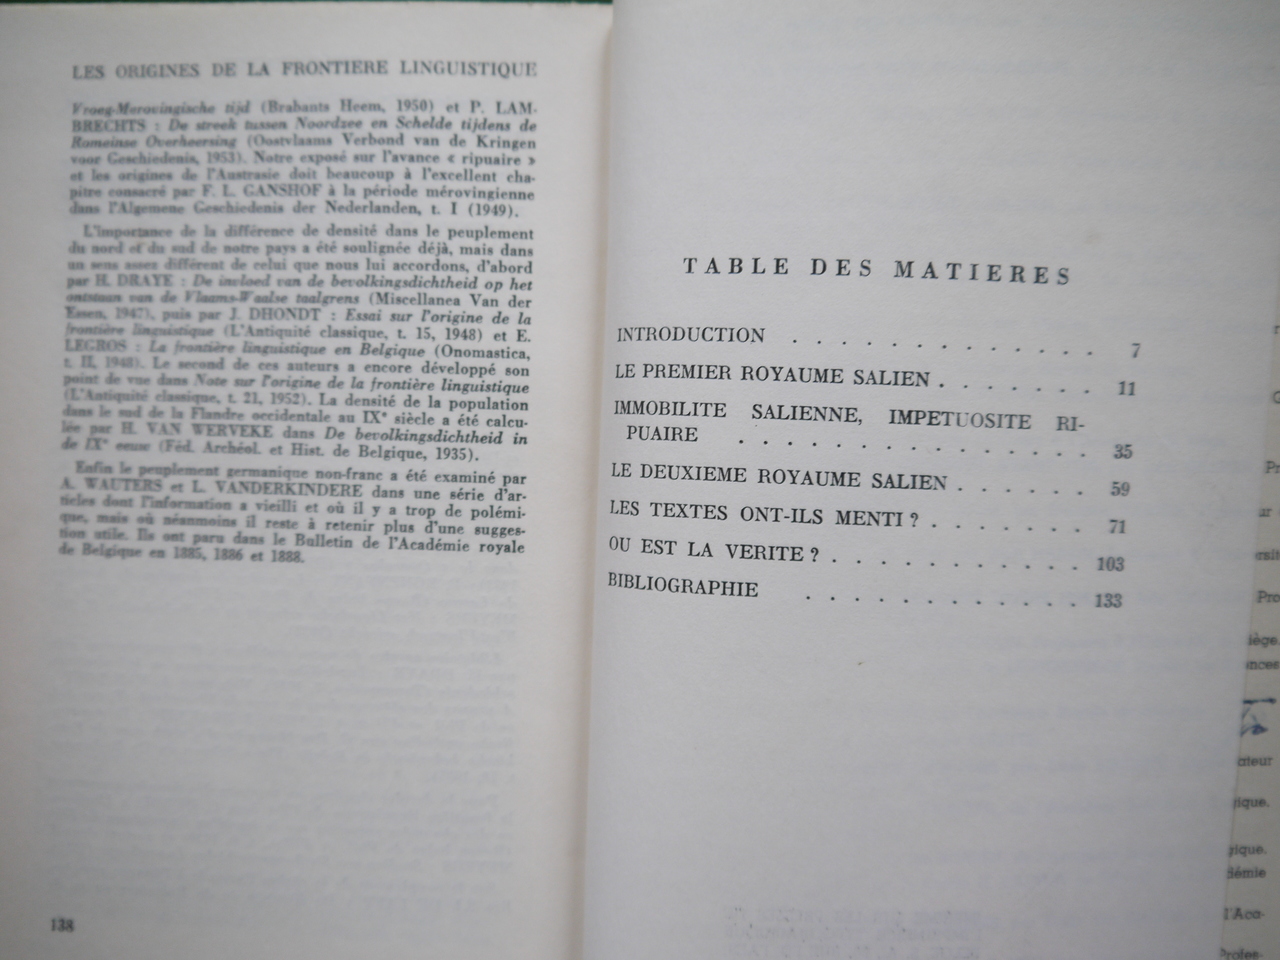 LES ORIGINES DE LA FRONTIERE LINGUISTIQUE
Vroeg-Merovingische tijd (Brabants Heem, 1950) et P. LAM-
BRECHTS : De streek tussen Noordzee en Schelde tijdens de
Romeinse Overheersing (Oostvlaams Verbond van de Kringen
voor Geschiedenis, 1953). Notre exposé sur l'avance « ripuaire »
et les origines de l'Austrasie doit beaucoup à l'excellent cha-
pitre consacré par F. L. GANSHOF à la période mérovingienne
dans l'Algemene Geschiedenis der Nederlanden, t. I (1949).
L'importance de la différence de densité dans le peuplement
du nord et du sud de notre pays a été soulignée déjà, mais dans
un sens assez différent de celui que nous lui accordons, d'abord
par H. DRAYE : De invloed van de bevolkingsdichtheid op het
ontstaan van de Vlaams-Waalse taalgrens (Miscellanea Van der
Essen, 1947), puis par J. DHONDT : Essai sur l'origine de la
frontière linguistique (L'Antiquité classique, t. 15, 1948) et E.
LEGROS : La frontière linguistique en Belgique (Onomastica,
t. II, 1948). Le second de ces auteurs a encore développé son
point de vue dans Note sur l'origine de la frontière linguistique
(L'Antiquité classique, t. 21, 1952). La densité de la population
dans le sud de la Flandre occidentale au IXe siècle a été calcu-
lée par H. VAN WERVEKE dans De bevolkingsdichtheid in
de IXe eeuw (Féd. Archéol. et Hist. de Belgique, 1935).
Enfin le peuplement germanique non-franc a été examiné par
A. WAUTERS et L. VANDERKINDERE dans une série d'ar-
ticles dont l'information a vieilli et où il y a trop de polémi-
que, mais où néanmoins il reste à retenir plus d'une sugges-
tion utile. Ils ont paru dans le Bulletin de l'Académie royale
de Belgique en 1885, 1886 et 1888.
138
TABLE DES MATIERES
INTRODUCTION . . . . . . . . . . . . 7
LE PREMIER ROYAUME SALIEN . . . . . . . 11
IMMOBILITE SALIENNE, IMPETUOSITE RI-
PUAIRE . . . . . . . . . . . . . 35
LE DEUXIEME ROYAUME SALIEN . . . . . . 59
LES TEXTES ONT-ILS MENTI ? . . . . . . . 71
OU EST LA VERITE ? . . . . . . . . . . 103
BIBLIOGRAPHIE . . . . . . . . . . . . 133
Pro
iège.
ateur
gique.
gique.
démie
l'Aca-
Profes-